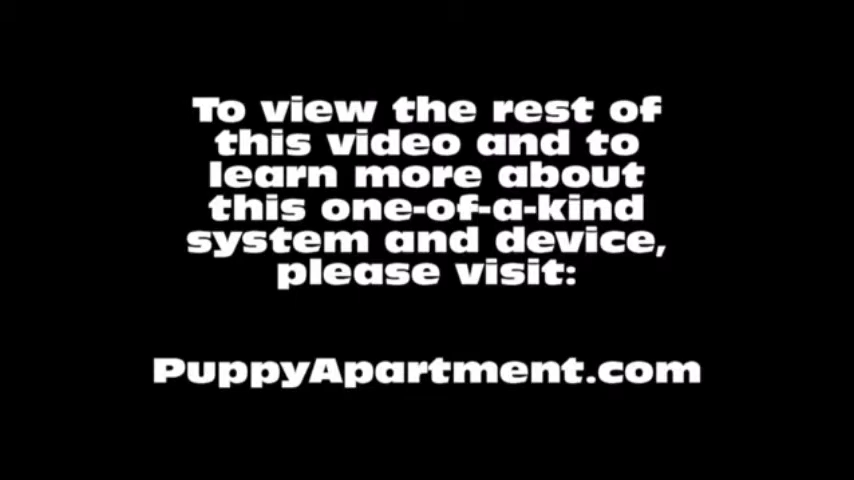 To view the rest of
this video and to
learn more about
this one-of-a-kind
system and device,
please visit:
PuppyApartment.com